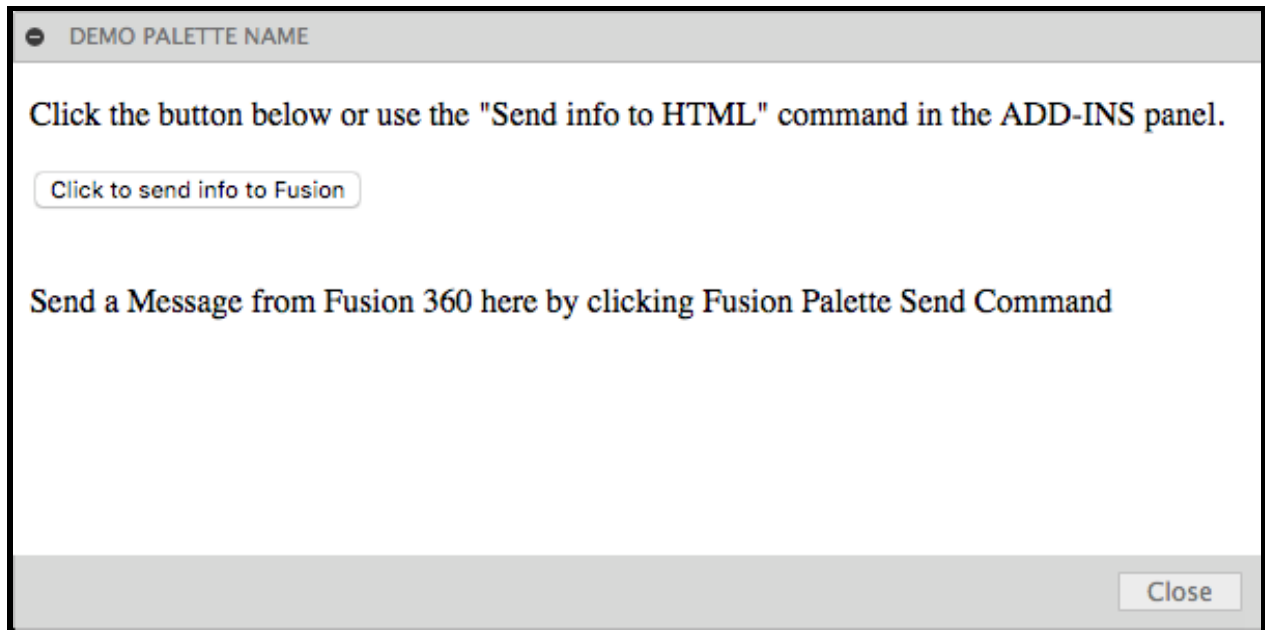 DEMO PALETTE NAME
Click the button below or use the "Send info to HTML" command in the ADD-INS panel.
Click to send info to Fusion
Send a Message from Fusion 360 here by clicking Fusion Palette Send Command
Close